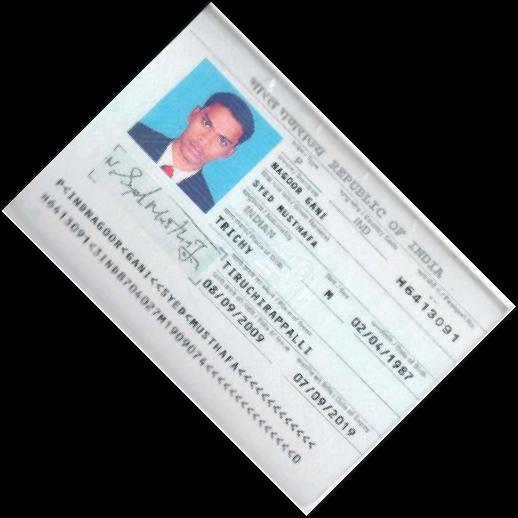 भारत गणराज्य REPUBLIC OF INDIA
P IND H6413091
NAGOOR GANI
SYED MUSTHAFA
INDIAN M 02/04/1987
TRICHY
TIRUCHIRAPPALLI
08/09/2009 07/09/2019
P<INDNAGOOR<GANI<<SYED<MUSTHAFA<<<<<<<<<<<<<
H6413091<3IND8704027M1909074<<<<<<<<<<<<<<<0